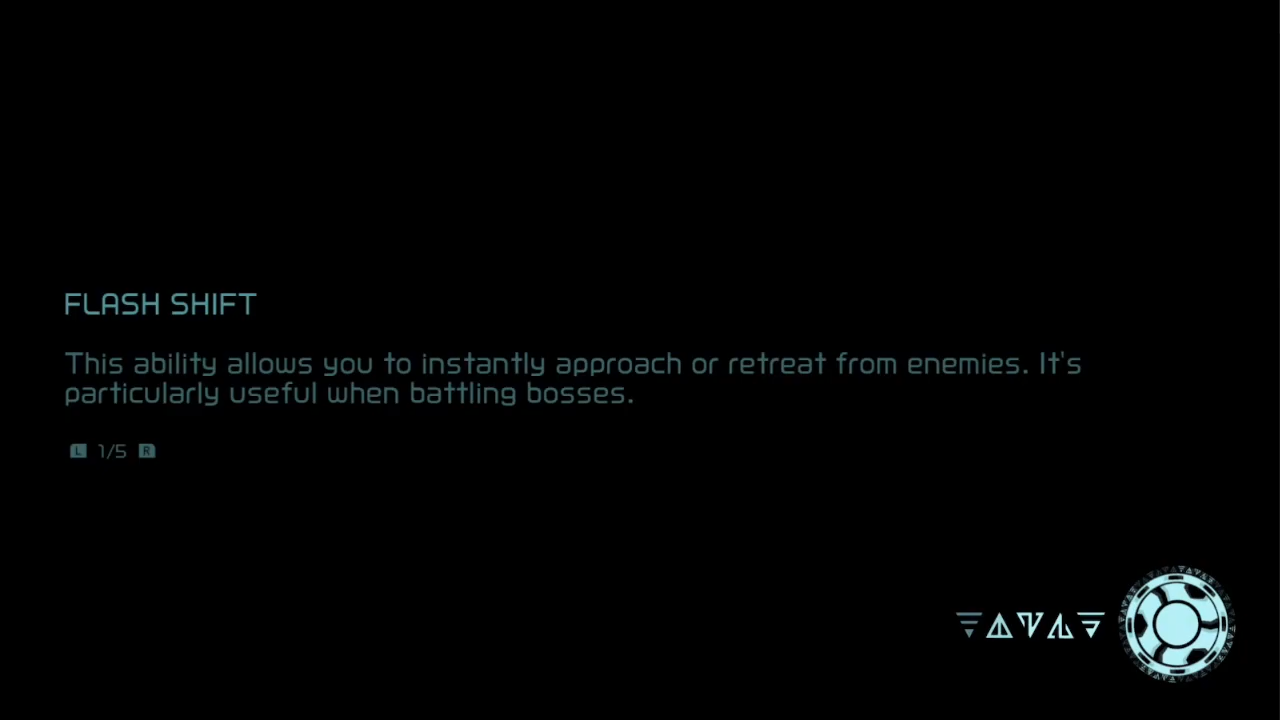 FLASH SHIFT
This ability allows you to instantly approach or retreat from enemies. It's
particularly useful when battling bosses.
L 1/5 R